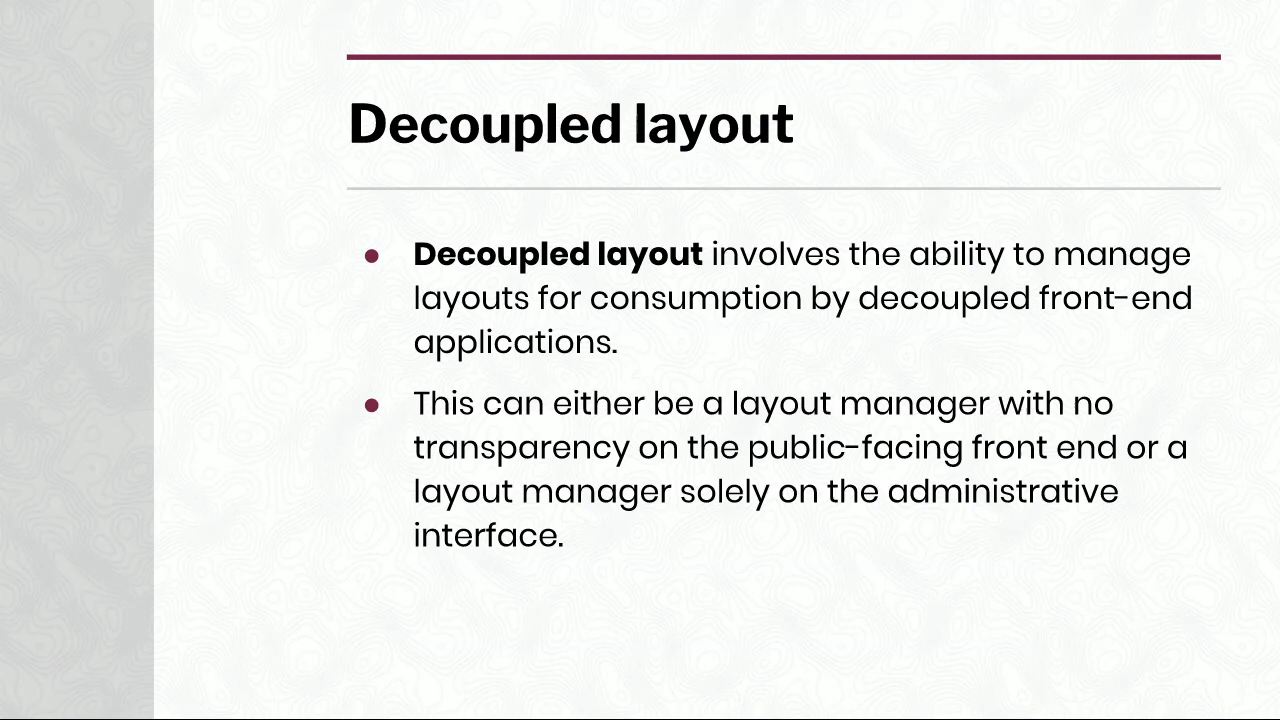 Decoupled layout
● Decoupled layout involves the ability to manage
layouts for consumption by decoupled front-end
applications.
● This can either be a layout manager with no
transparency on the public-facing front end or a
layout manager solely on the administrative
interface.